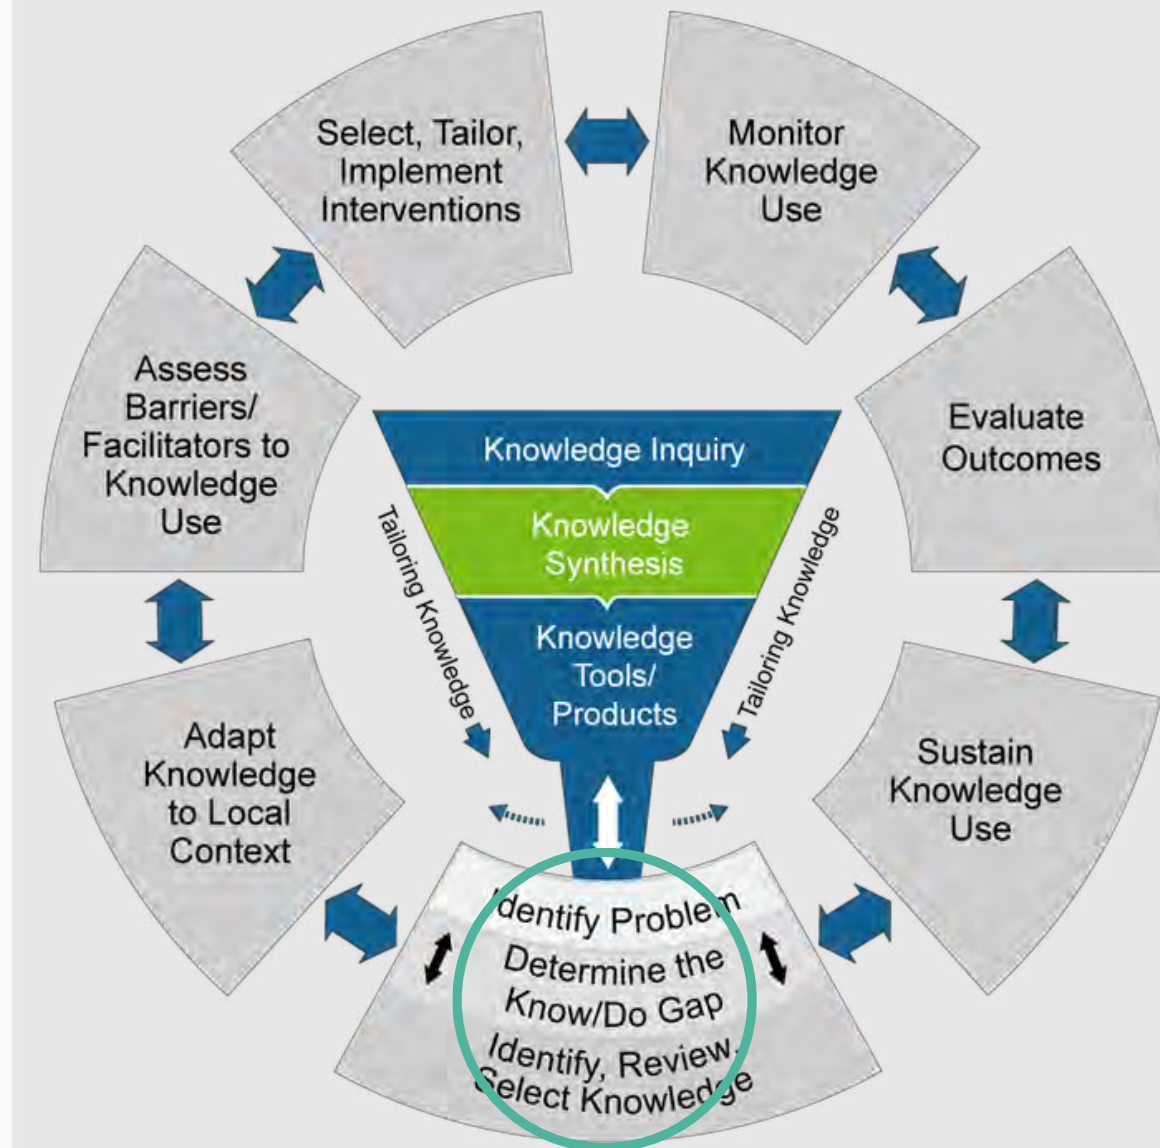 Select, Tailor,
Implement
Interventions
Monitor
Knowledge
Use
Assess
Barriers/
Facilitators to
Knowledge
Use
Evaluate
Outcomes
Knowledge Inquiry
Knowledge
Synthesis
Knowledge
Tools/
Products
Tailoring Knowledge
Tailoring Knowledge
Adapt
Knowledge
to Local
Context
Sustain
Knowledge
Use
Identify Problem
Determine the
Know/Do Gap
Identify, Review,
Select Knowledge